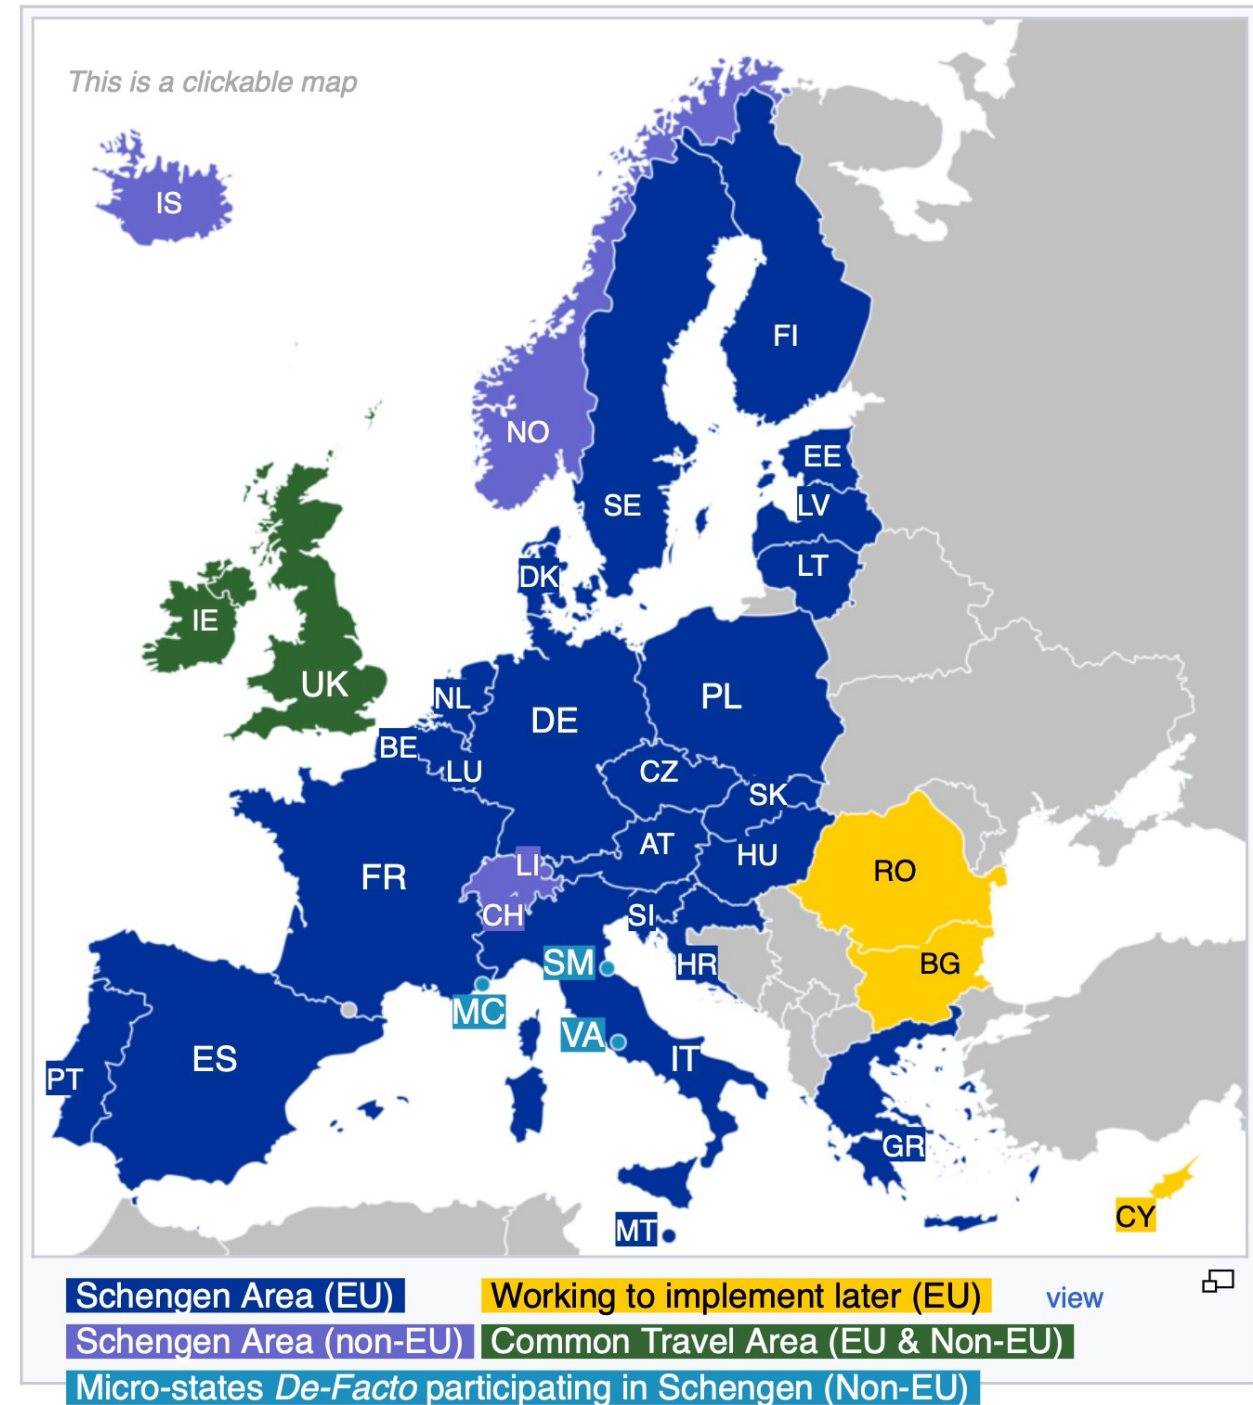 This is a clickable map
IS
FI
NO
EE
SE
LV
LT
DK
IE
UK
NL
PL
DE
BE
LU
CZ
SK
AT
HU
LI
RO
FR
CH
SI
SM
HR
BG
MC
VA
IT
ES
PT
GR
CY
MT
Schengen Area (EU)
Working to implement later (EU)
view
Schengen Area (non-EU)
Common Travel Area (EU & Non-EU)
Micro-states De-Facto participating in Schengen (Non-EU)